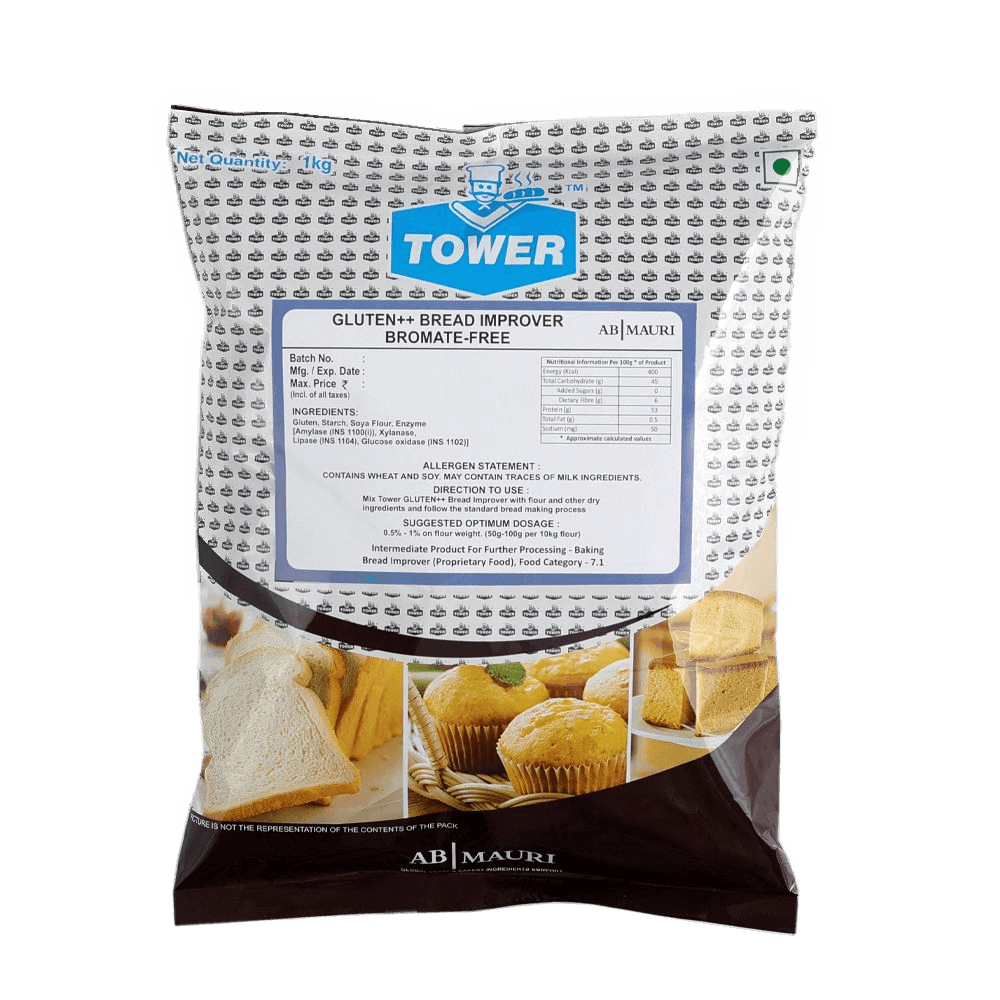 Net Quantity: 1kg
TM
TOWER
GLUTEN++ BREAD IMPROVER
BROMATE-FREE
AB|MAURI
Batch No. :
Mfg. / Exp. Date :
Max. Price ₹ :
(Incl. of all taxes)
Nutritional Information Per 100g * of Product
Energy (Kcal) 400
Total Carbohydrate (g) 45
Added Sugars (g) 0
Dietary Fibre (g) 6
Protein (g) 53
Total Fat (g) 0.5
Sodium (mg) 50
* Approximate calculated values
INGREDIENTS:
Gluten, Starch, Soya Flour, Enzyme
[Amylase (INS 1100(i)), Xylanase,
Lipase (INS 1104), Glucose oxidase (INS 1102)]
ALLERGEN STATEMENT :
CONTAINS WHEAT AND SOY. MAY CONTAIN TRACES OF MILK INGREDIENTS.
DIRECTION TO USE :
Mix Tower GLUTEN++ Bread Improver with flour and other dry
ingredients and follow the standard bread making process
SUGGESTED OPTIMUM DOSAGE :
0.5% - 1% on flour weight. (50g-100g per 10kg flour)
Intermediate Product For Further Processing - Baking
Bread Improver (Proprietary Food), Food Category - 7.1
IS NOT THE REPRESENTATION OF THE CONTENTS OF THE PACK
AB|MAURI